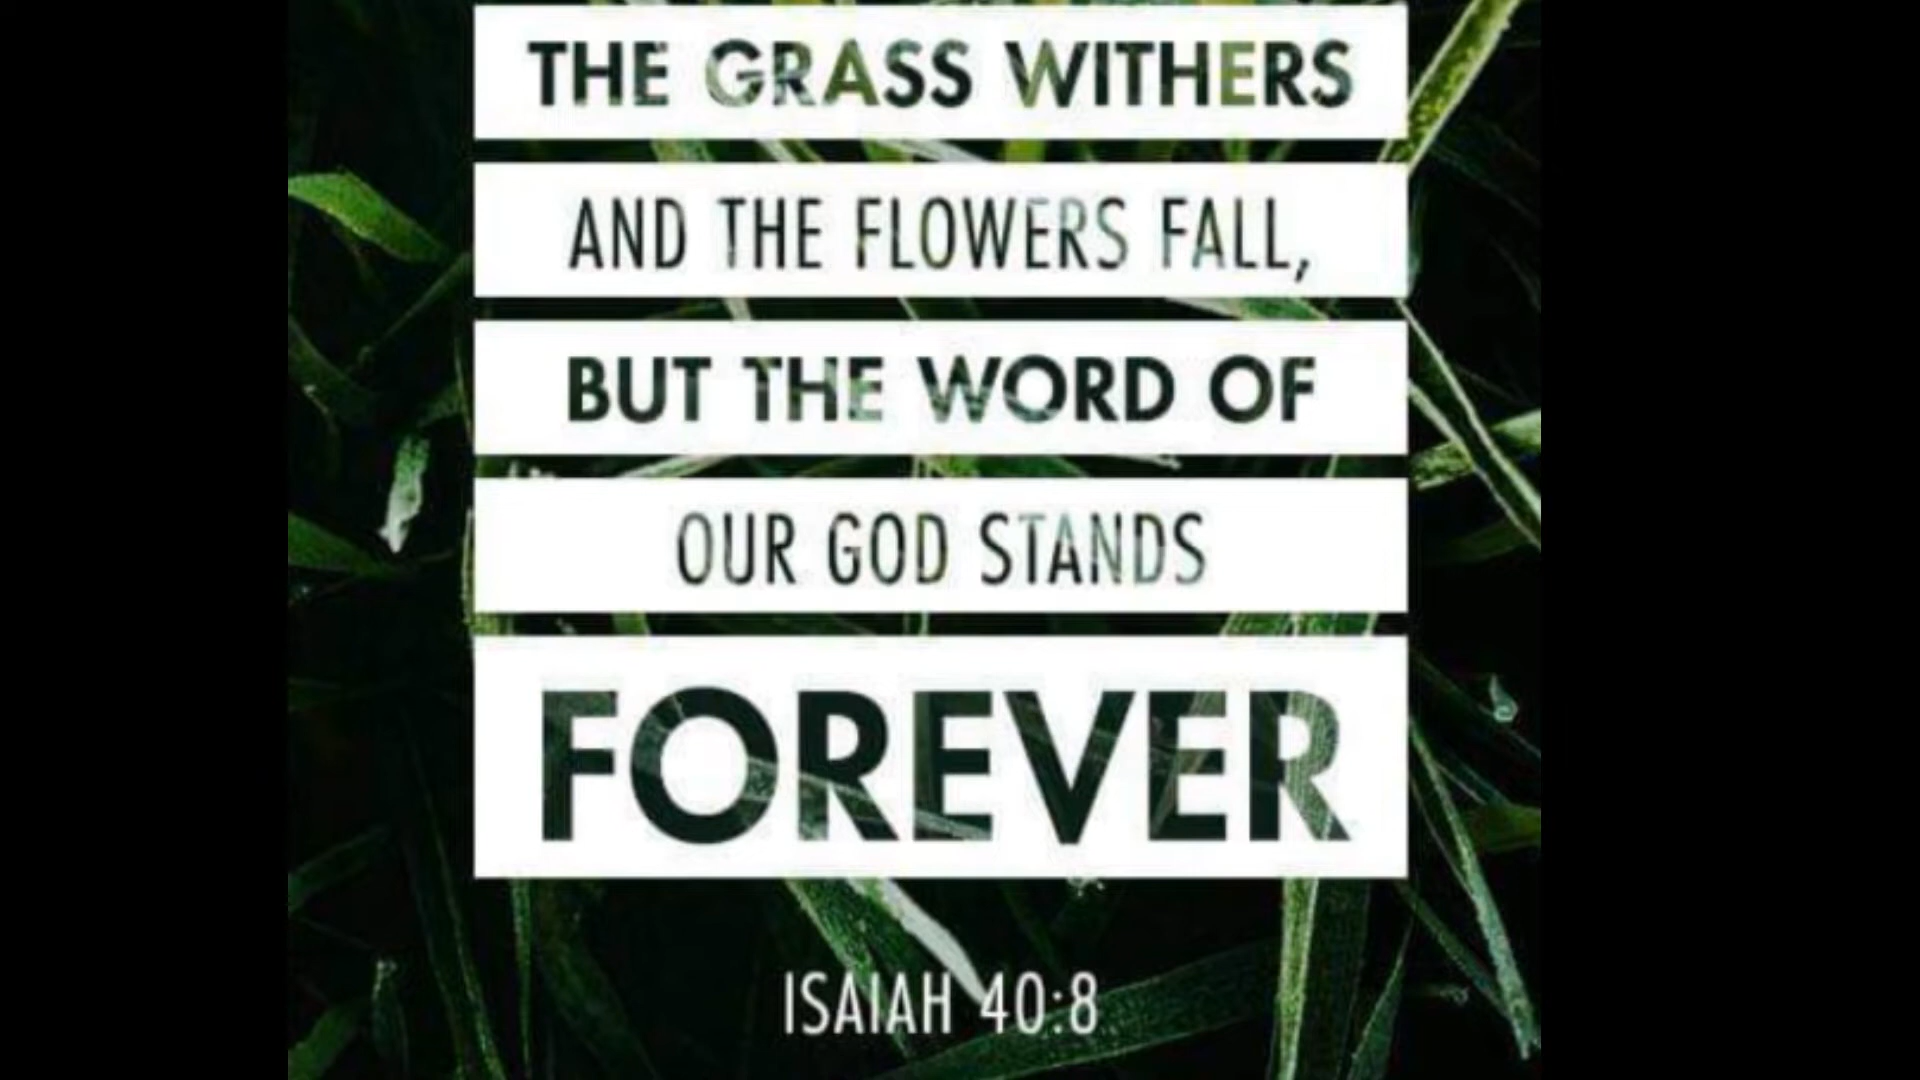 THE GRASS WITHERS
AND THE FLOWERS FALL,
BUT THE WORD OF
OUR GOD STANDS
FOREVER
ISAIAH 40:8